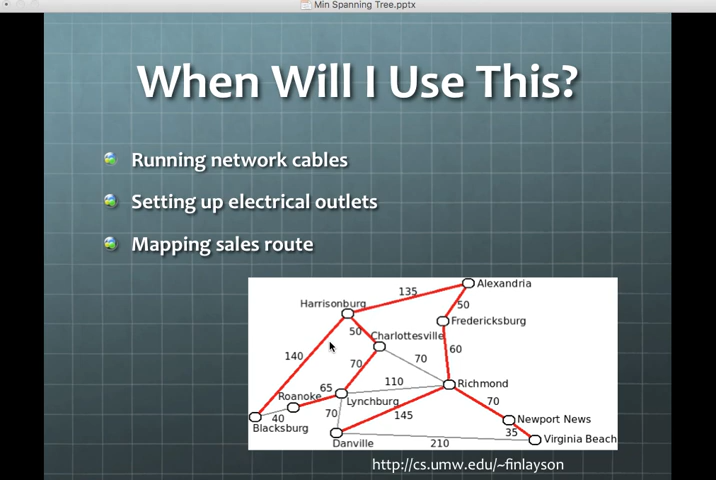 Min Spanning Tree.pptx
When Will I Use This?
Running network cables
Setting up electrical outlets
Mapping sales route
Alexandria
135
Harrisonburg
50
Fredericksburg
50
Charlottesville
140
70
60
70
65
110
Richmond
Roanoke
Lynchburg
70
40
70
145
Newport News
Blacksburg
35
Danville
210
Virginia Beach
http://cs.umw.edu/~finlayson